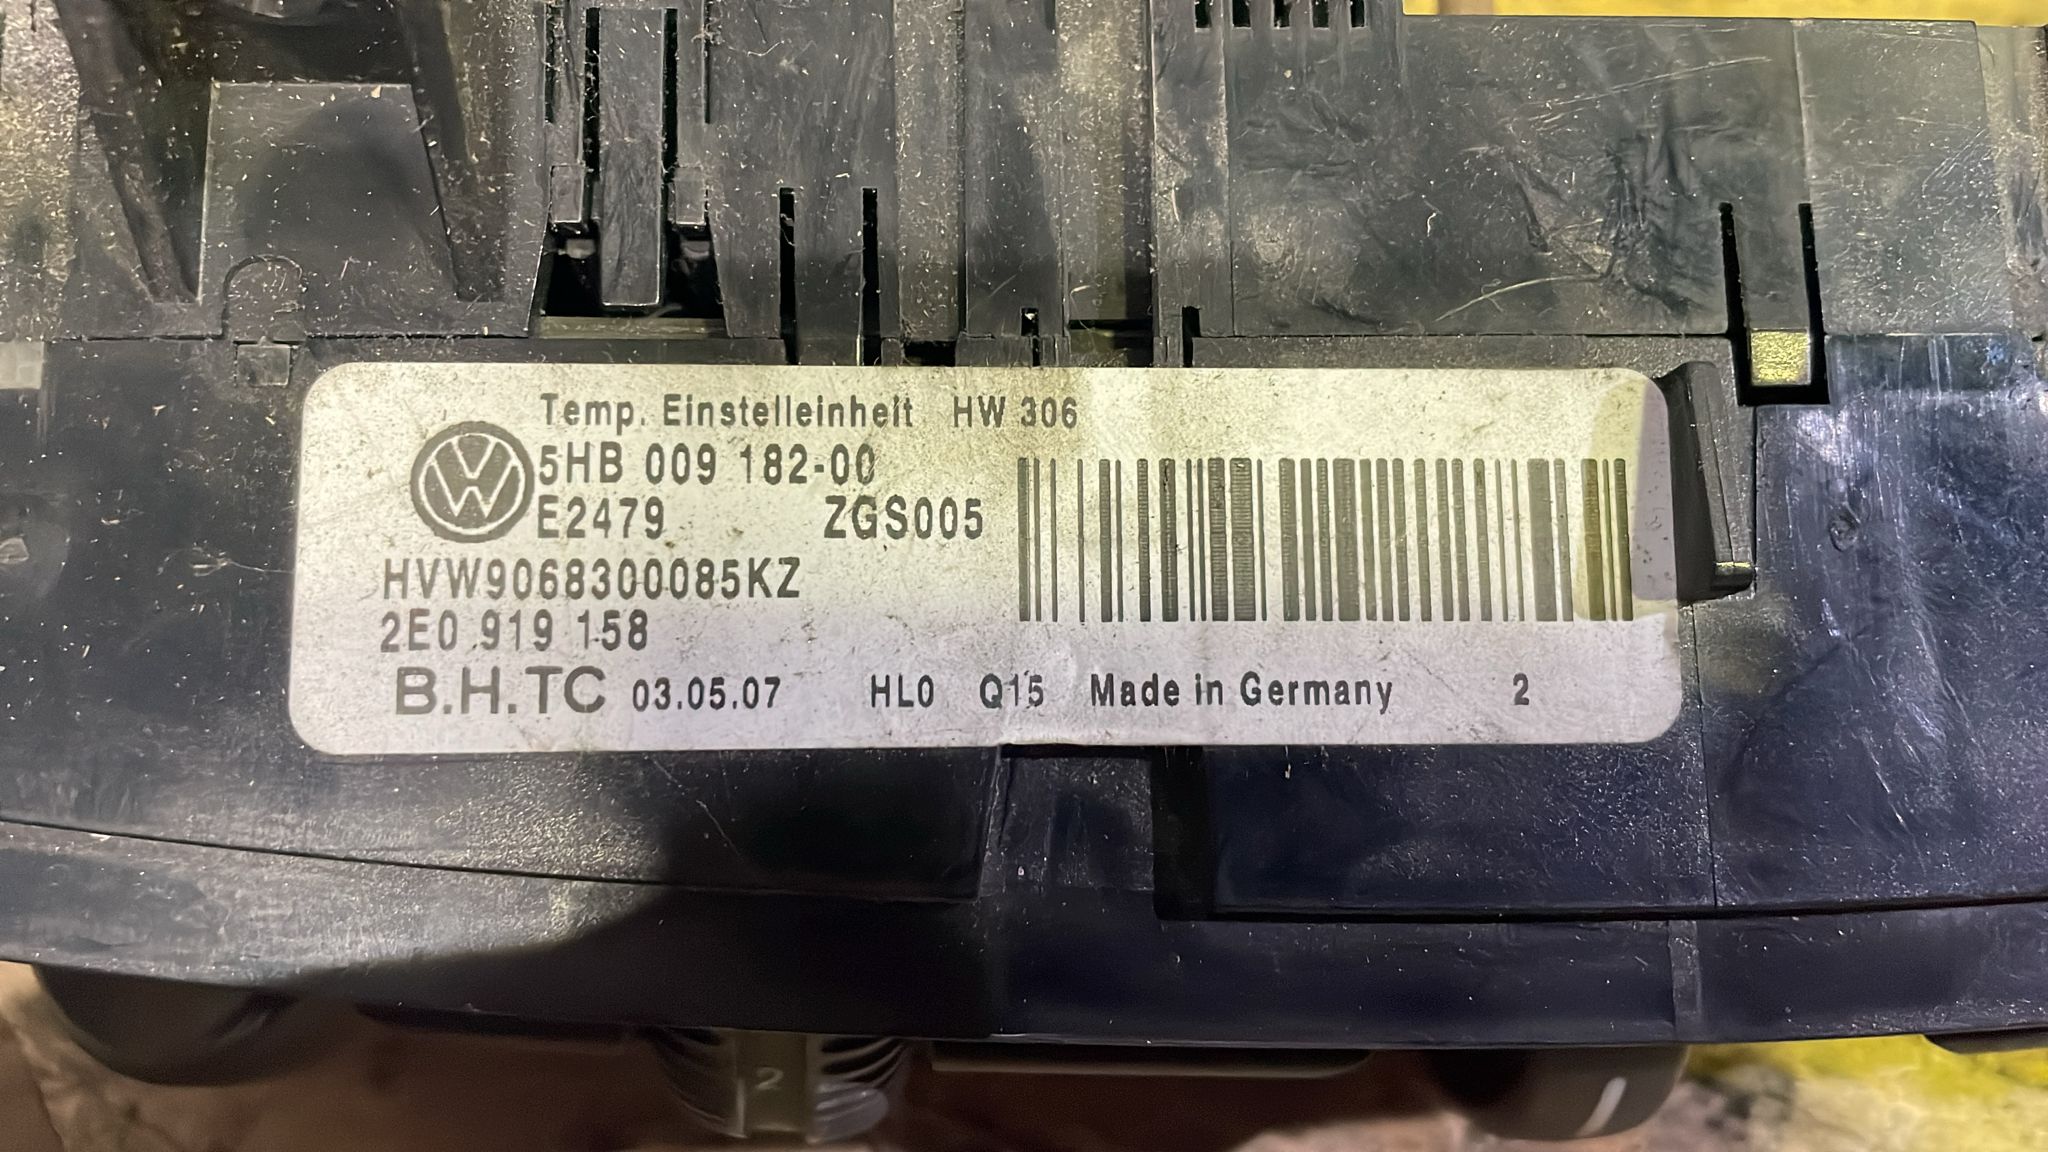 Temp. Einstelleinheit HW 306
5HB 009 182-00
E2479 ZGS005
HVW9068300085KZ
2E0 919 158
B.H.TC 03.05.07 HL0 Q15 Made in Germany 2
2